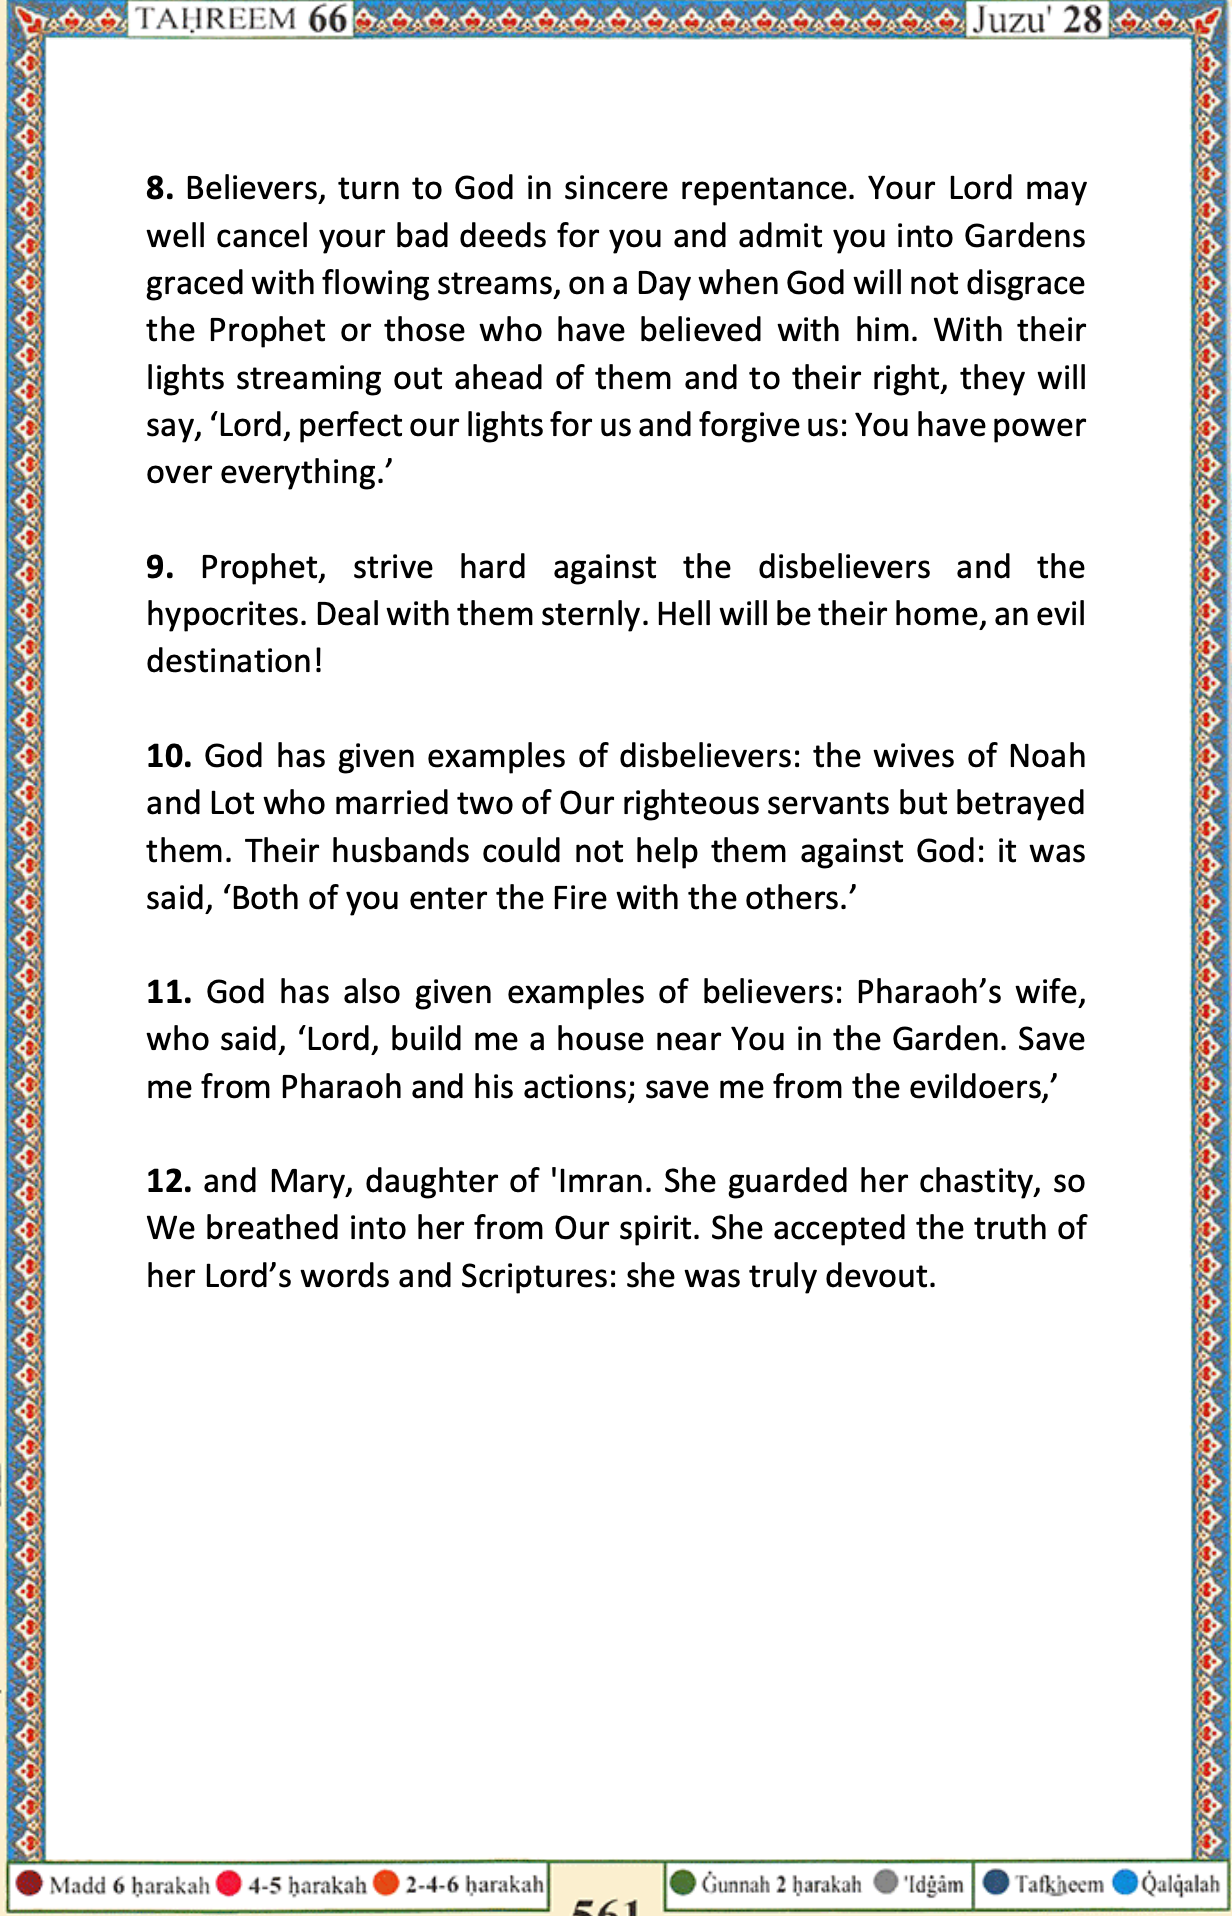 TAḤREEM 66
Juzu' 28
8. Believers, turn to God in sincere repentance. Your Lord may
well cancel your bad deeds for you and admit you into Gardens
graced with flowing streams, on a Day when God will not disgrace
the Prophet or those who have believed with him. With their
lights streaming out ahead of them and to their right, they will
say, ‘Lord, perfect our lights for us and forgive us: You have power
over everything.’
9. Prophet, strive hard against the disbelievers and the
hypocrites. Deal with them sternly. Hell will be their home, an evil
destination!
10. God has given examples of disbelievers: the wives of Noah
and Lot who married two of Our righteous servants but betrayed
them. Their husbands could not help them against God: it was
said, ‘Both of you enter the Fire with the others.’
11. God has also given examples of believers: Pharaoh’s wife,
who said, ‘Lord, build me a house near You in the Garden. Save
me from Pharaoh and his actions; save me from the evildoers,’
12. and Mary, daughter of 'Imran. She guarded her chastity, so
We breathed into her from Our spirit. She accepted the truth of
her Lord’s words and Scriptures: she was truly devout.
Madd 6 ḥarakah 4-5 ḥarakah 2-4-6 ḥarakah
561
Ġunnah 2 ḥarakah 'Idġâm Tafkheem Q̇alq̇alah